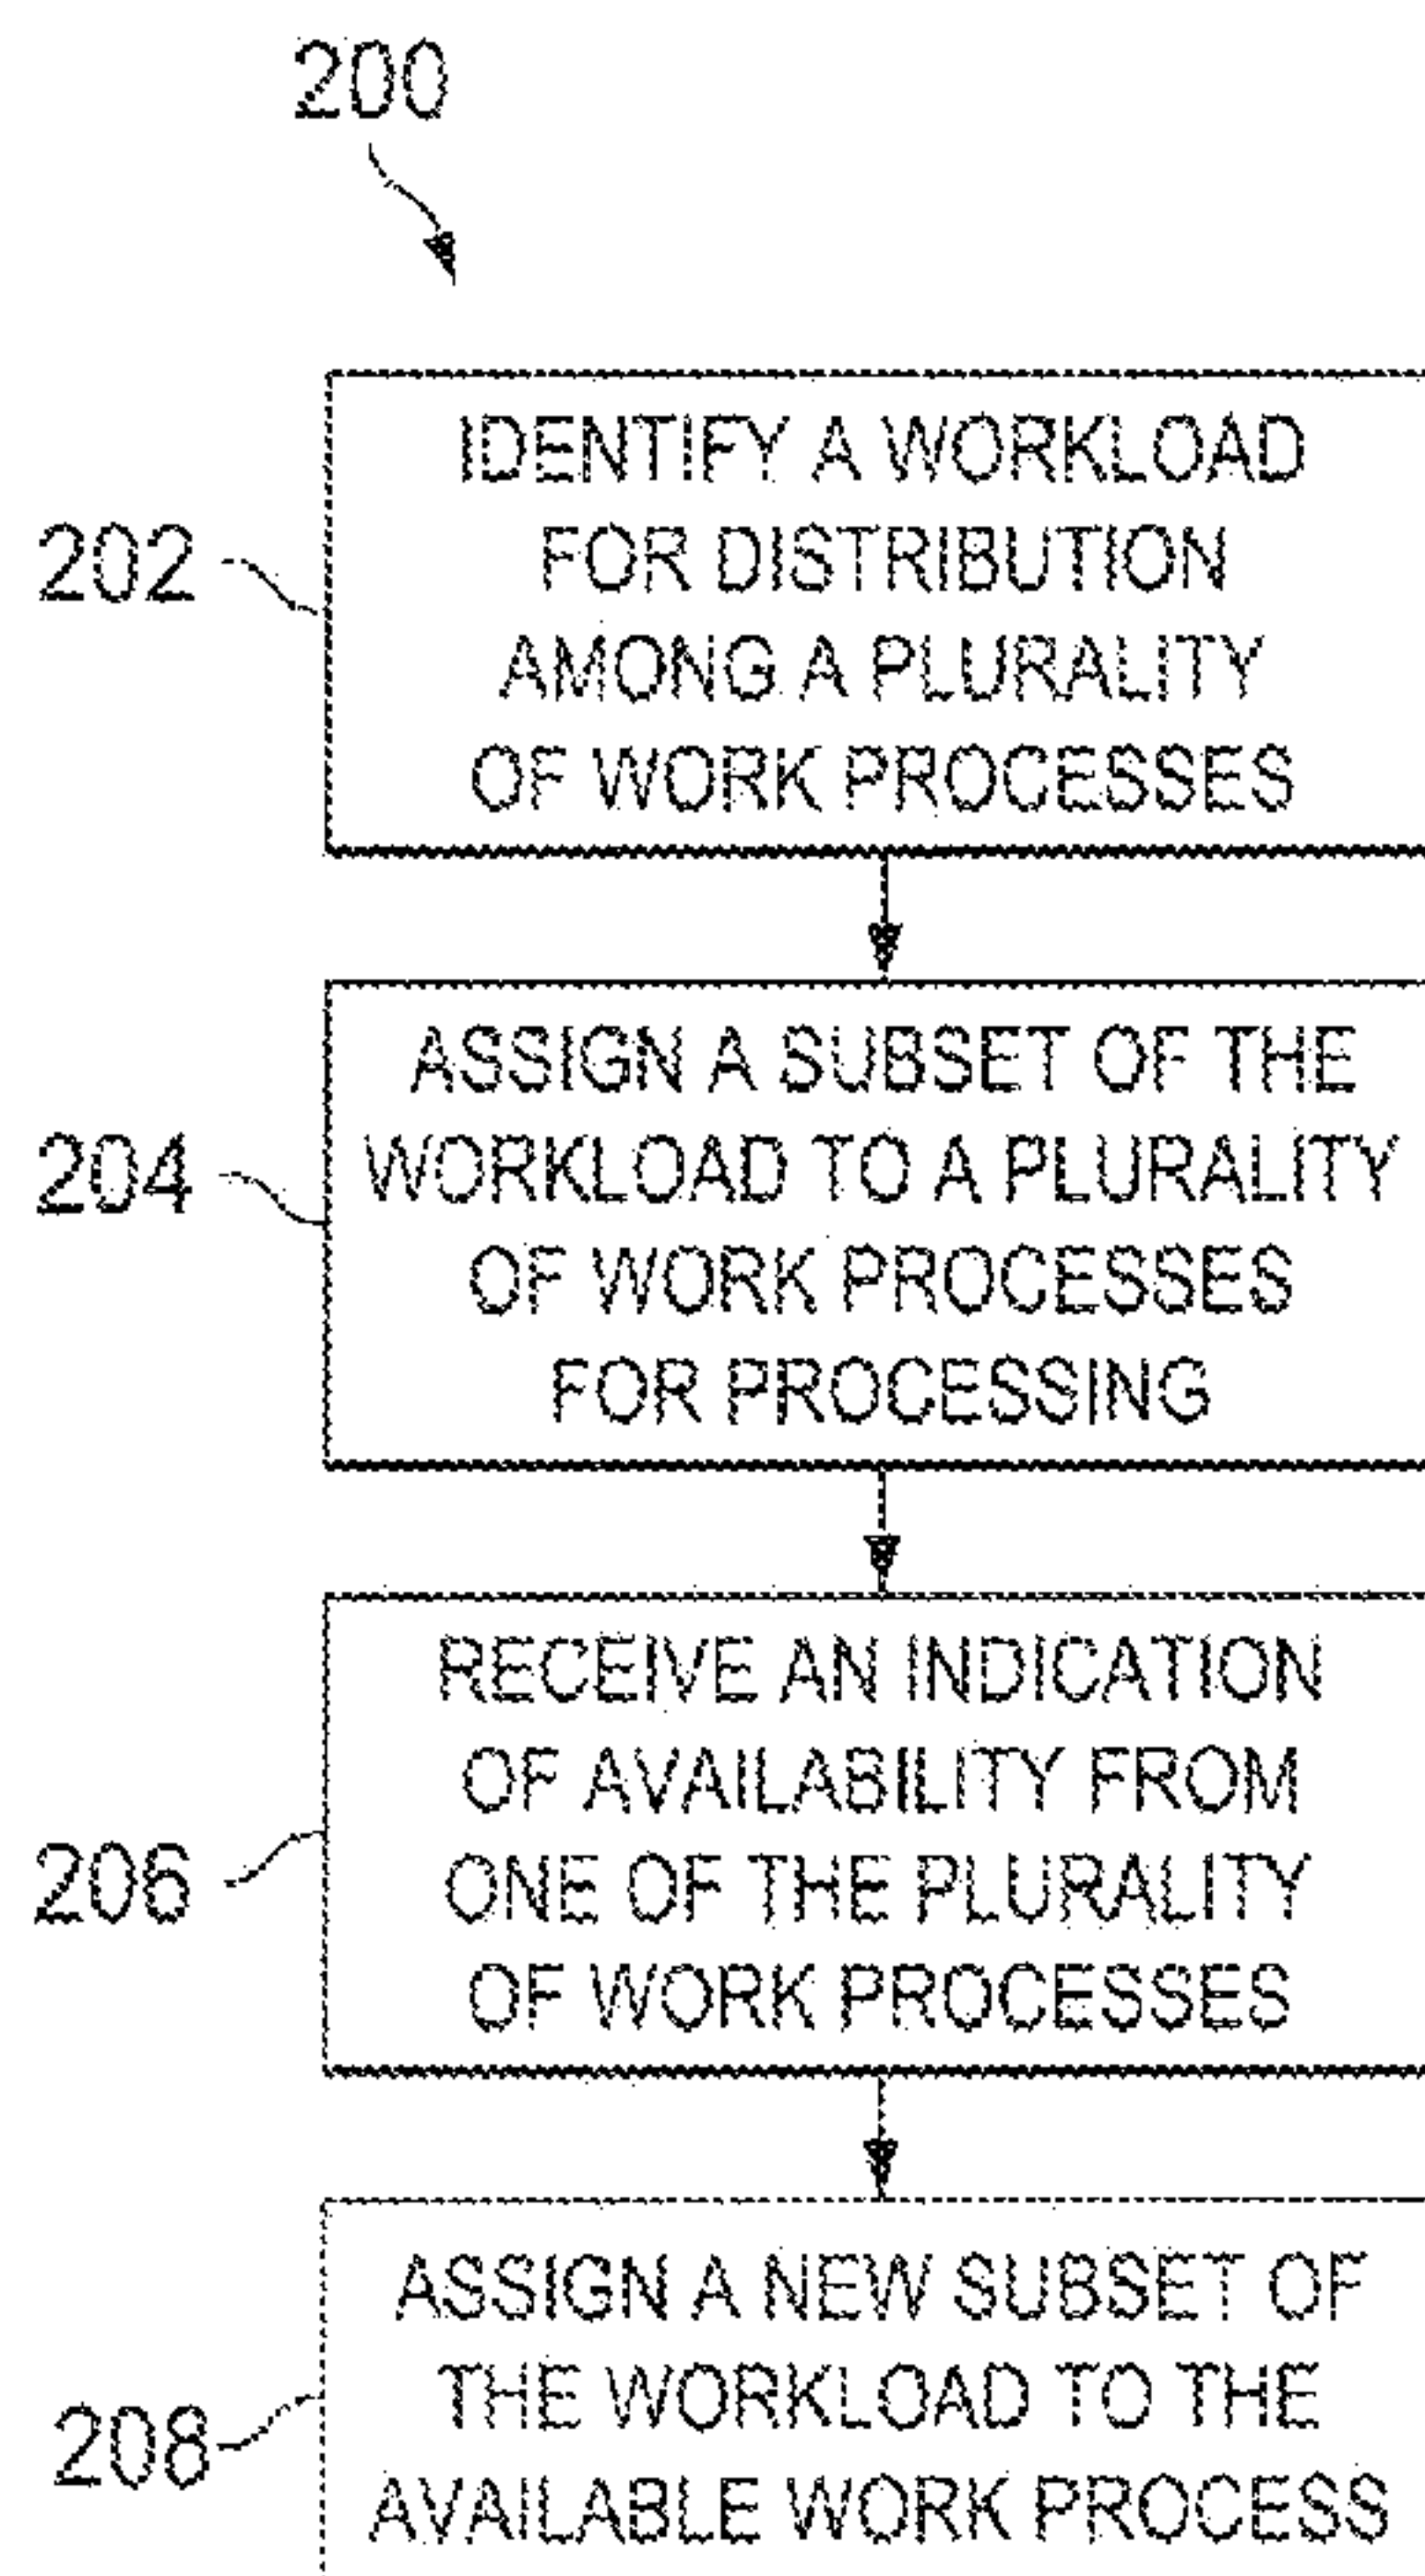 200
202
IDENTIFY A WORKLOAD
FOR DISTRIBUTION
AMONG A PLURALITY
OF WORK PROCESSES
204
ASSIGN A SUBSET OF THE
WORKLOAD TO A PLURALITY
OF WORK PROCESSES
FOR PROCESSING
206
RECEIVE AN INDICATION
OF AVAILABILITY FROM
ONE OF THE PLURALITY
OF WORK PROCESSES
208
ASSIGN A NEW SUBSET OF
THE WORKLOAD TO THE
AVAILABLE WORK PROCESS